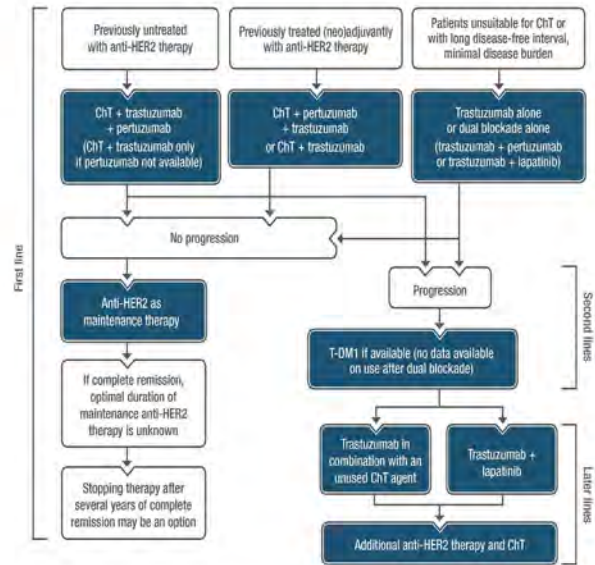 Previously untreated
with anti-HER2 therapy
Previously treated (neo)adjuvantly
with anti-HER2 therapy
Patients unsuitable for ChT or
with long disease-free interval,
minimal disease burden
ChT + trastuzumab
+ pertuzumab
(ChT + trastuzumab only
if pertuzumab not available)
ChT + pertuzumab
+ trastuzumab
or ChT + trastuzumab
Trastuzumab alone
or dual blockade alone
(trastuzumab + pertuzumab
or trastuzumab + lapatinib)
First line
No progression
Progression
Second lines
Anti-HER2 as
maintenance therapy
T-DM1 if available (no data available
on use after dual blockade)
If complete remission,
optimal duration of
maintenance anti-HER2
therapy is unknown
Trastuzumab in
combination with an
unused ChT agent
Trastuzumab +
lapatinib
Later lines
Stopping therapy after
several years of complete
remission may be an option
Additional anti-HER2 therapy and ChT